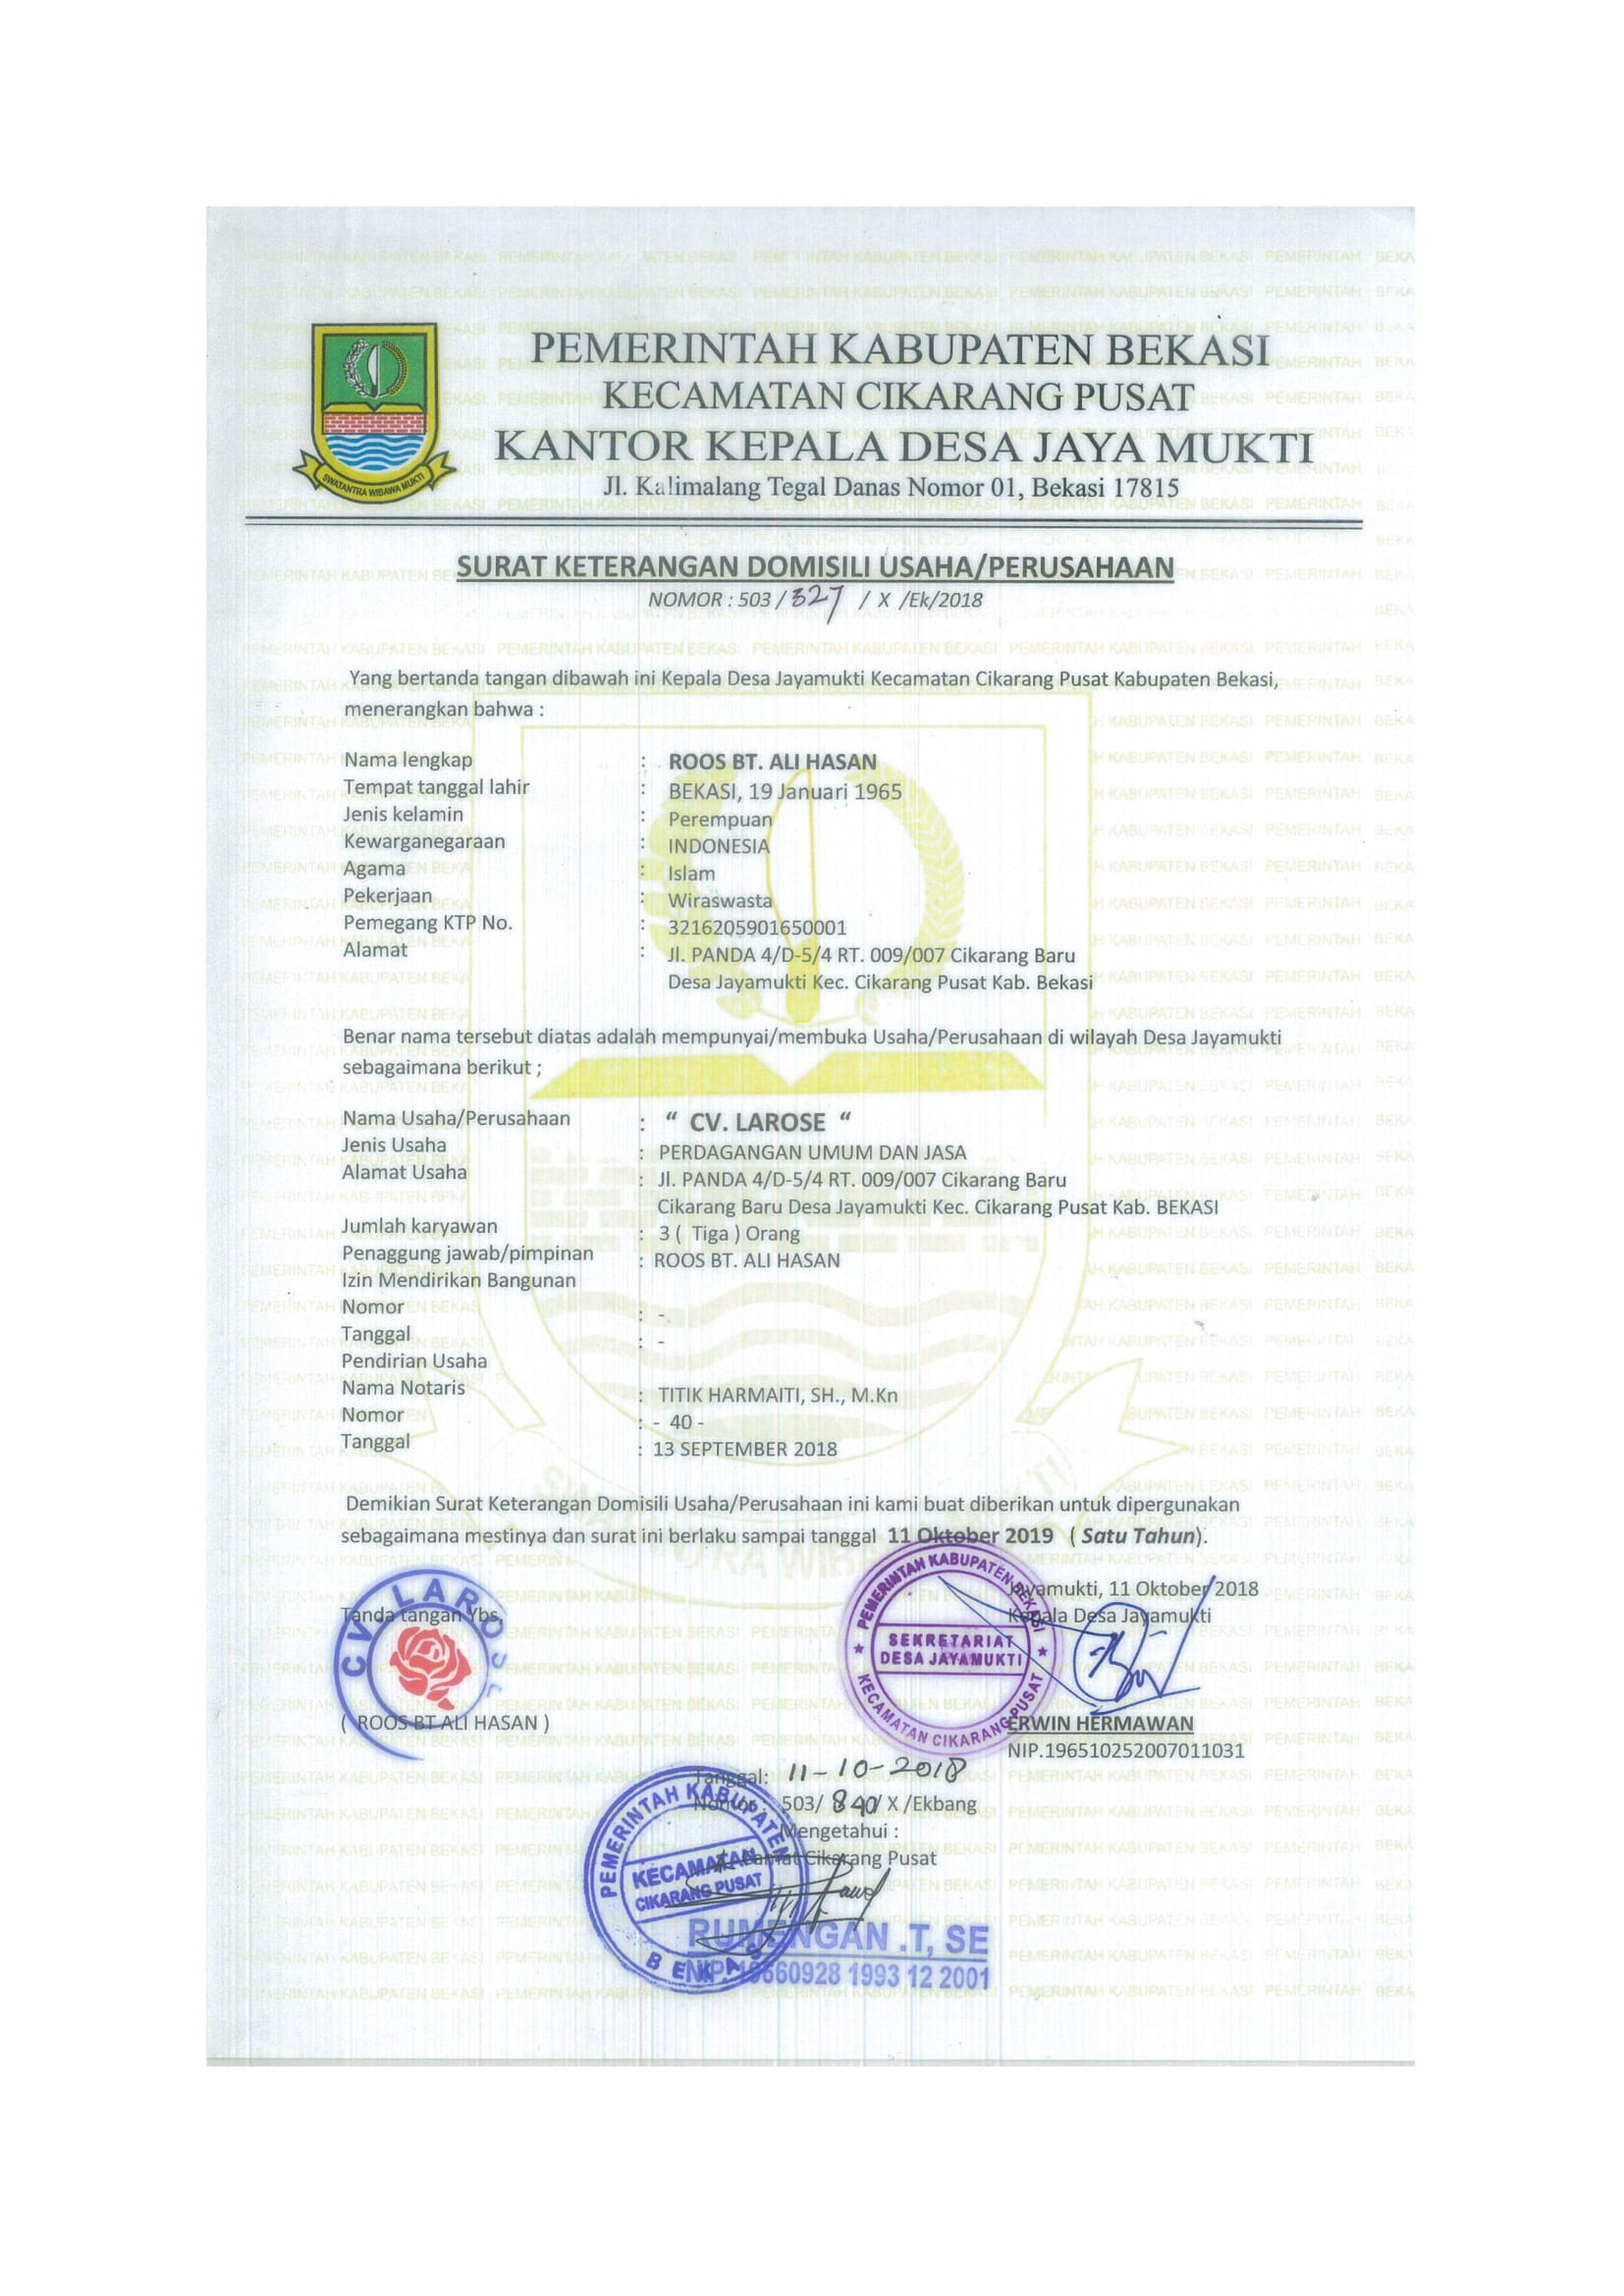 SWATANTRA WIBAWA MUKTI
PEMERINTAH KABUPATEN BEKASI
KECAMATAN CIKARANG PUSAT
KANTOR KEPALA DESA JAYA MUKTI
Jl. Kalimalang Tegal Danas Nomor 01, Bekasi 17815
SURAT KETERANGAN DOMISILI USAHA/PERUSAHAAN
NOMOR : 503 / 327 / X /Ek/2018
Yang bertanda tangan dibawah ini Kepala Desa Jayamukti Kecamatan Cikarang Pusat Kabupaten Bekasi,
menerangkan bahwa :
Nama lengkap : ROOS BT. ALI HASAN
Tempat tanggal lahir : BEKASI, 19 Januari 1965
Jenis kelamin : Perempuan
Kewarganegaraan : INDONESIA
Agama : Islam
Pekerjaan : Wiraswasta
Pemegang KTP No. : 3216205901650001
Alamat : Jl. PANDA 4/D-5/4 RT. 009/007 Cikarang Baru
Desa Jayamukti Kec. Cikarang Pusat Kab. Bekasi
Benar nama tersebut diatas adalah mempunyai/membuka Usaha/Perusahaan di wilayah Desa Jayamukti
sebagaimana berikut ;
Nama Usaha/Perusahaan : “ CV. LAROSE “
Jenis Usaha : PERDAGANGAN UMUM DAN JASA
Alamat Usaha : Jl. PANDA 4/D-5/4 RT. 009/007 Cikarang Baru
Cikarang Baru Desa Jayamukti Kec. Cikarang Pusat Kab. BEKASI
Jumlah karyawan : 3 ( Tiga ) Orang
Penaggung jawab/pimpinan : ROOS BT. ALI HASAN
Izin Mendirikan Bangunan
Nomor : -
Tanggal : -
Pendirian Usaha
Nama Notaris : TITIK HARMAITI, SH., M.Kn
Nomor : - 40 -
Tanggal : 13 SEPTEMBER 2018
Demikian Surat Keterangan Domisili Usaha/Perusahaan ini kami buat diberikan untuk dipergunakan
sebagaimana mestinya dan surat ini berlaku sampai tanggal 11 Oktober 2019 ( Satu Tahun).
Jayamukti, 11 Oktober 2018
Tanda tangan Ybs, Kepala Desa Jayamukti
CV LAROSE
PEMERINTAH KABUPATEN BEKASI
SEKRETARIAT
DESA JAYAMUKTI
KECAMATAN CIKARANG PUSAT
( ROOS BT ALI HASAN ) ERWIN HERMAWAN
NIP.196510252007011031
Tanggal: 11-10-2018
Nomor : 503/ 840/ X /Ekbang
Mengetahui :
Camat Cikarang Pusat
PEMERINTAH KABUPATEN
KECAMATAN
CIKARANG PUSAT
BEKASI
RUMENGAN .T, SE
NIP. 19660928 1993 12 2001